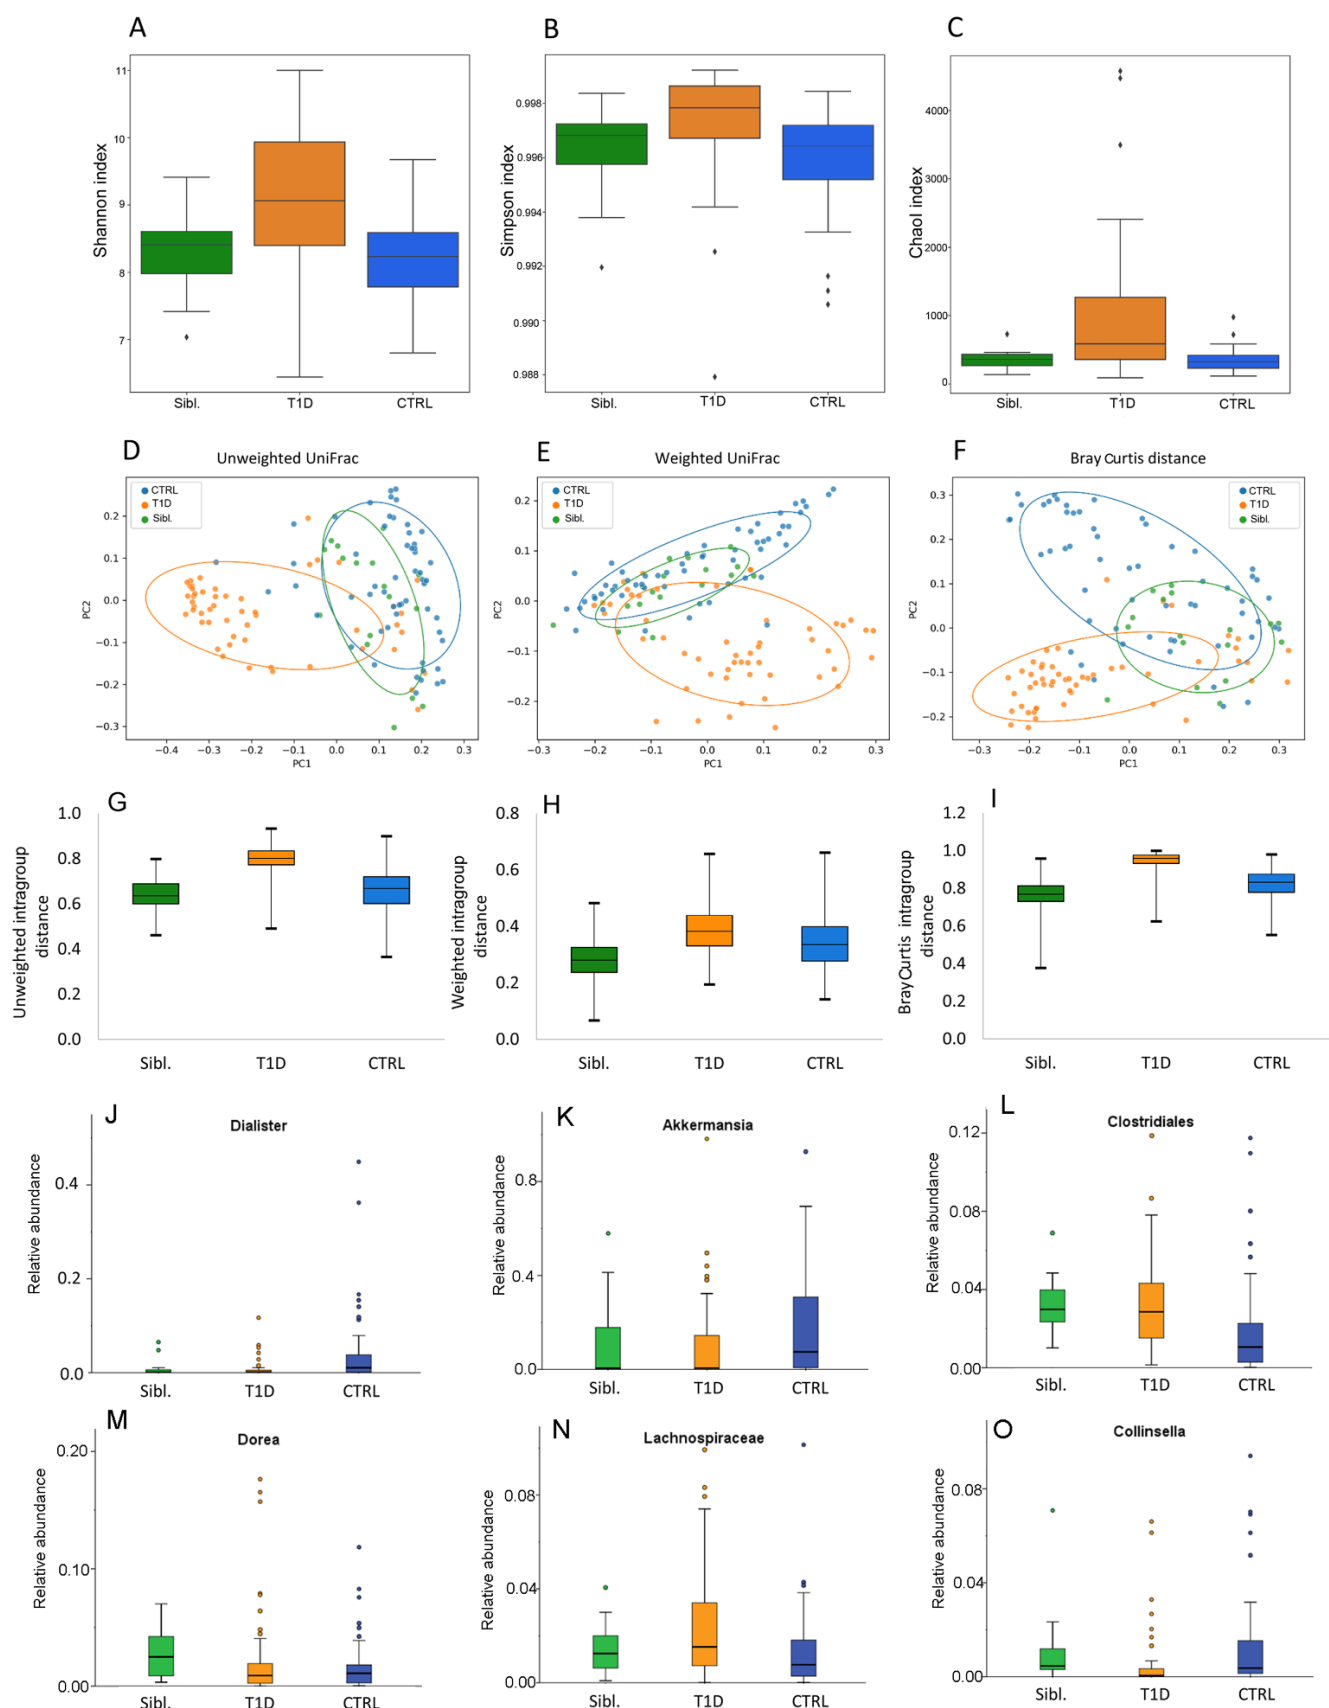 A
B
C
Shannon index
11
10
9
8
7
Sibl.
T1D
CTRL
Simpson index
0.998
0.996
0.994
0.992
0.990
0.988
Sibl.
T1D
CTRL
ChaoI index
4000
3000
2000
1000
0
Sibl.
T1D
CTRL
D
Unweighted UniFrac
CTRL
T1D
Sibl.
PC2
0.2
0.1
0.0
−0.1
−0.2
−0.3
−0.4
−0.3
−0.2
−0.1
0.0
0.1
0.2
0.3
PC1
E
Weighted UniFrac
CTRL
T1D
Sibl.
PC2
0.2
0.1
0.0
−0.1
−0.2
−0.3
−0.2
−0.1
0.0
0.1
0.2
0.3
PC1
F
Bray Curtis distance
CTRL
T1D
Sibl.
PC2
0.3
0.2
0.1
0.0
−0.1
−0.2
−0.3
−0.2
−0.1
0.0
0.1
0.2
0.3
PC1
G
Unweighted intragroup
distance
1.0
0.8
0.6
0.4
0.2
0.0
Sibl.
T1D
CTRL
H
Weighted intragroup
distance
0.8
0.6
0.4
0.2
0.0
Sibl.
T1D
CTRL
I
Bray Curtis intragroup
distance
1.2
1.0
0.8
0.6
0.4
0.2
0.0
Sibl.
T1D
CTRL
J
Dialister
Relative abundance
0.4
0.2
0.0
Sibl.
T1D
CTRL
K
Akkermansia
Relative abundance
0.8
0.4
0.0
Sibl.
T1D
CTRL
L
Clostridiales
Relative abundance
0.12
0.08
0.04
0.00
Sibl.
T1D
CTRL
M
Dorea
Relative abundance
0.20
0.10
0.00
Sibl.
T1D
CTRL
N
Lachnospiraceae
Relative abundance
0.08
0.04
0.00
Sibl.
T1D
CTRL
O
Collinsella
Relative abundance
0.08
0.04
0.00
Sibl.
T1D
CTRL